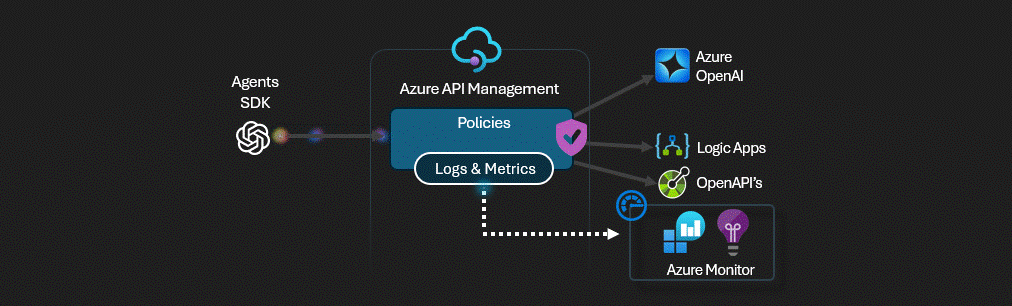 Agents
SDK
Azure API Management
Policies
Logs & Metrics
Azure
OpenAI
Logic Apps
OpenAPI's
Azure Monitor